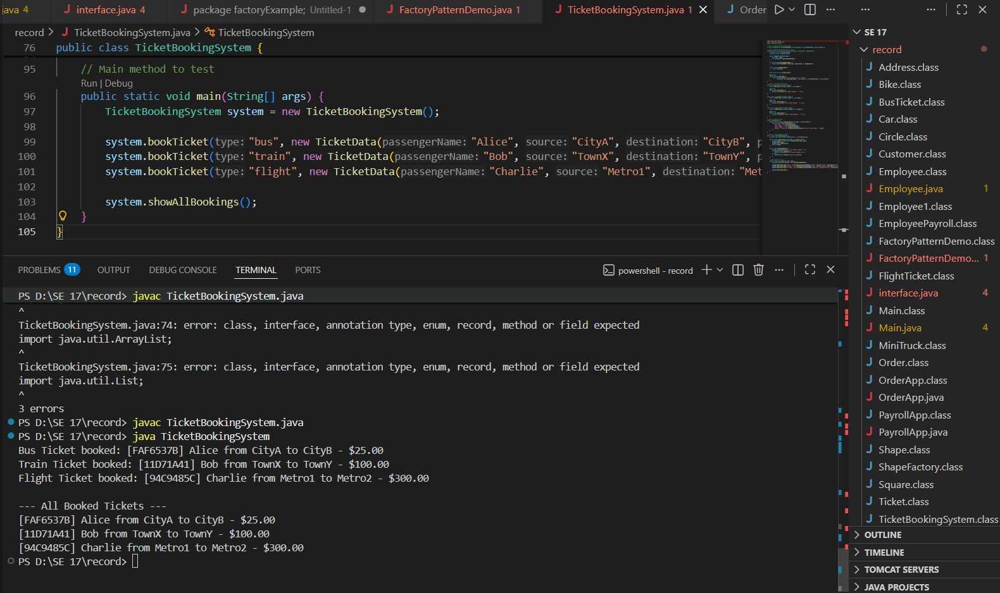 java 4
interface.java 4
package factoryExample; Untitled-1
FactoryPatternDemo.java 1
TicketBookingSystem.java 1
Order
record > TicketBookingSystem.java > TicketBookingSystem
76 public class TicketBookingSystem {
95 // Main method to test
Run | Debug
96 public static void main(String[] args) {
97 TicketBookingSystem system = new TicketBookingSystem();
98
99 system.bookTicket(type:"bus", new TicketData(passengerName:"Alice", source:"CityA", destination:"CityB", p
100 system.bookTicket(type:"train", new TicketData(passengerName:"Bob", source:"TownX", destination:"TownY", p
101 system.bookTicket(type:"flight", new TicketData(passengerName:"Charlie", source:"Metro1", destination:"Met
102
103 system.showAllBookings();
104 }
105 }
PROBLEMS 11 OUTPUT DEBUG CONSOLE TERMINAL PORTS
powershell - record
PS D:\SE 17\record> javac TicketBookingSystem.java
^
TicketBookingSystem.java:74: error: class, interface, annotation type, enum, record, method or field expected
import java.util.ArrayList;
^
TicketBookingSystem.java:75: error: class, interface, annotation type, enum, record, method or field expected
import java.util.List;
^
3 errors
PS D:\SE 17\record> javac TicketBookingSystem.java
PS D:\SE 17\record> java TicketBookingSystem
Bus Ticket booked: [FAF6537B] Alice from CityA to CityB - $25.00
Train Ticket booked: [11D71A41] Bob from TownX to TownY - $100.00
Flight Ticket booked: [94C9485C] Charlie from Metro1 to Metro2 - $300.00
--- All Booked Tickets ---
[FAF6537B] Alice from CityA to CityB - $25.00
[11D71A41] Bob from TownX to TownY - $100.00
[94C9485C] Charlie from Metro1 to Metro2 - $300.00
PS D:\SE 17\record>
SE 17
record
Address.class
Bike.class
BusTicket.class
Car.class
Circle.class
Customer.class
Employee.class
Employee.java 1
Employee1.class
EmployeePayroll.class
FactoryPatternDemo.class
FactoryPatternDemo... 1
FlightTicket.class
interface.java 4
Main.class
Main.java 4
MiniTruck.class
Order.class
OrderApp.class
OrderApp.java
PayrollApp.class
PayrollApp.java
Shape.class
ShapeFactory.class
Square.class
Ticket.class
TicketBookingSystem.class
OUTLINE
TIMELINE
TOMCAT SERVERS
JAVA PROJECTS